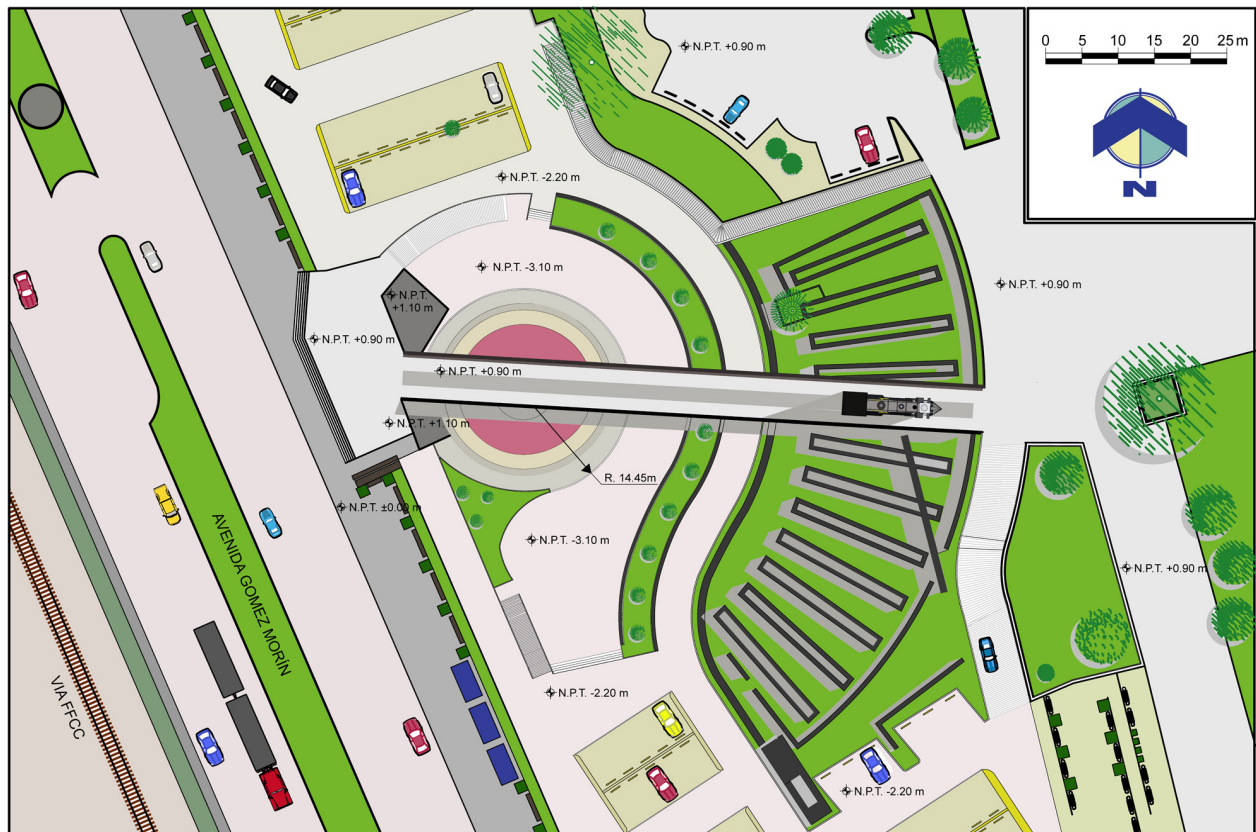 N.P.T. +0.90 m
0 5 10 15 20 25 m
N
N.P.T. -2.20 m
N.P.T. -3.10 m
N.P.T.
+1.10 m
N.P.T. +0.90 m
N.P.T. +0.90 m
N.P.T. +0.90 m
N.P.T. +1.10 m
R. 14.45m
N.P.T. ±0.00 m
N.P.T. -3.10 m
N.P.T. +0.90 m
AVENIDA GOMEZ MORÍN
VIA FFCC
N.P.T. -2.20 m
N.P.T. -2.20 m